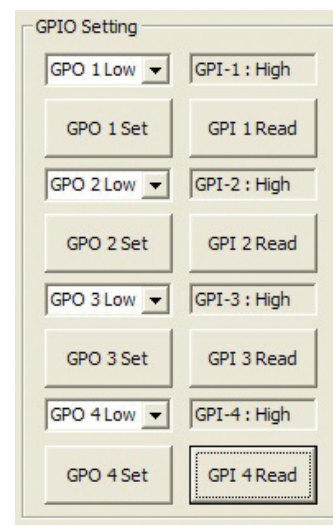 GPIO Setting
GPO 1 Low GPI-1 : High
GPO 1 Set GPI 1 Read
GPO 2 Low GPI-2 : High
GPO 2 Set GPI 2 Read
GPO 3 Low GPI-3 : High
GPO 3 Set GPI 3 Read
GPO 4 Low GPI-4 : High
GPO 4 Set GPI 4 Read